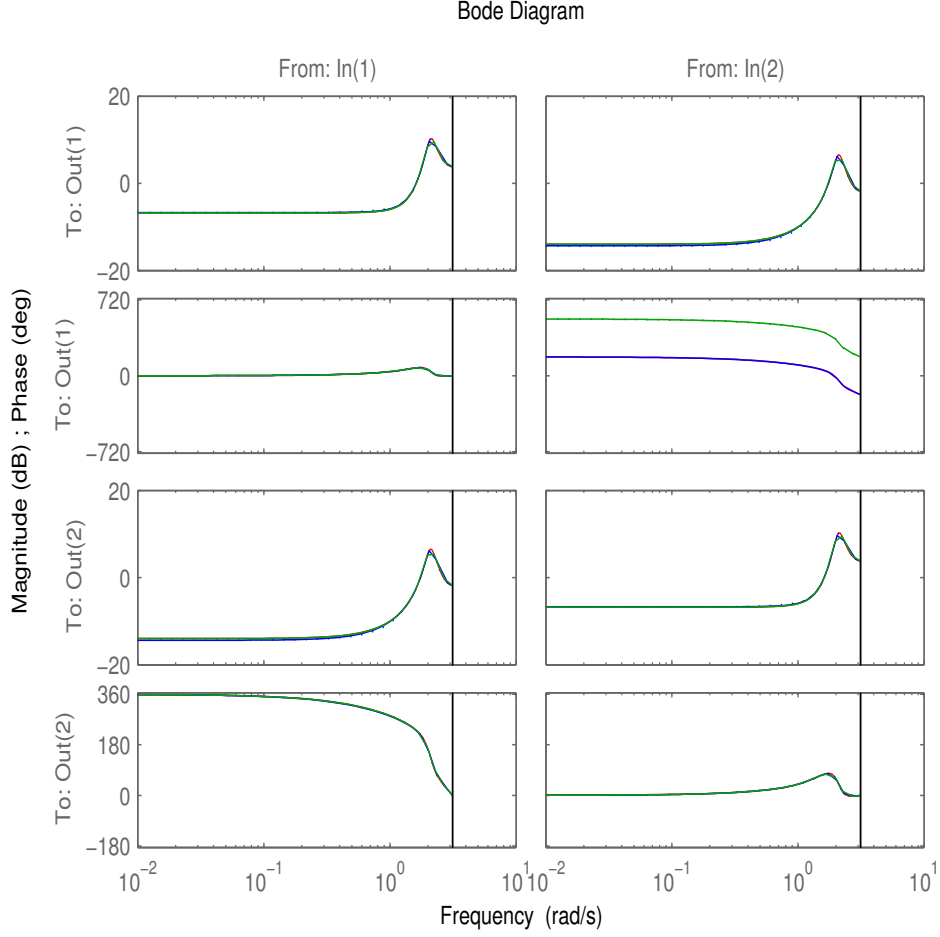 Bode Diagram
From: In(1)
From: In(2)
Magnitude (dB) ; Phase (deg)
To: Out(1)
20
0
−20
To: Out(1)
720
0
−720
To: Out(2)
20
0
−20
To: Out(2)
360
180
0
−180
10−2 10−1 100 101
10−2 10−1 100 101
Frequency (rad/s)